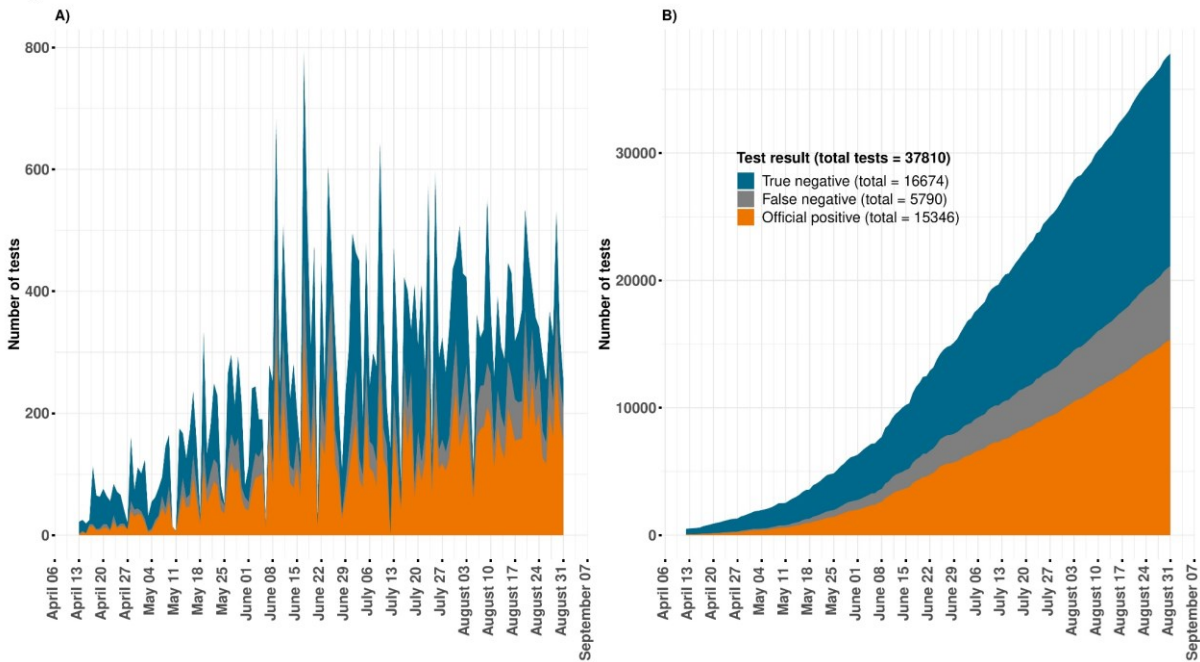 A)
Number of tests
800
600
400
200
0
April 06
April 13
April 20
April 27
May 04
May 11
May 18
May 25
June 01
June 08
June 15
June 22
June 29
July 06
July 13
July 20
July 27
August 03
August 10
August 17
August 24
August 31
September 07
B)
Number of tests
30000
20000
10000
0
Test result (total tests = 37810)
True negative (total = 16674)
False negative (total = 5790)
Official positive (total = 15346)
April 06
April 13
April 20
April 27
May 04
May 11
May 18
May 25
June 01
June 08
June 15
June 22
June 29
July 06
July 13
July 20
July 27
August 03
August 10
August 17
August 24
August 31
September 07